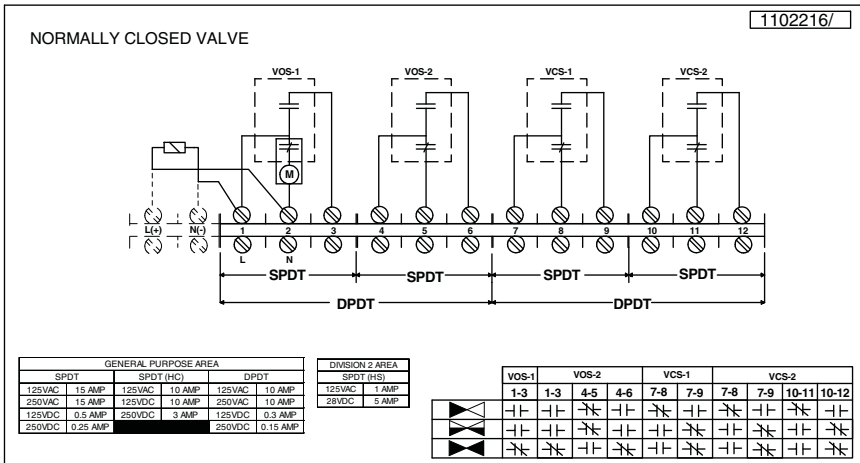 1102216/
NORMALLY CLOSED VALVE
VOS-1 VOS-2 VCS-1 VCS-2
M
L(+) N(-) 1 2 3 4 5 6 7 8 9 10 11 12
L N
SPDT SPDT SPDT SPDT
DPDT DPDT
GENERAL PURPOSE AREA
SPDT SPDT (HC) DPDT
125VAC 15 AMP 125VAC 10 AMP 125VAC 10 AMP
250VAC 15 AMP 125VDC 10 AMP 250VAC 10 AMP
125VDC 0.5 AMP 250VDC 3 AMP 125VDC 0.3 AMP
250VDC 0.25 AMP 250VDC 0.15 AMP
DIVISION 2 AREA
SPDT (HS)
125VAC 1 AMP
28VDC 5 AMP
VOS-1 VOS-2 VCS-1 VCS-2
1-3 1-3 4-5 4-6 7-8 7-9 7-8 7-9 10-11 10-12